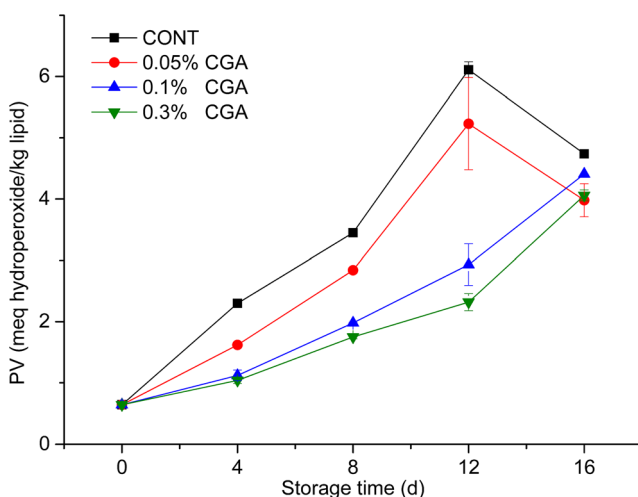 CONT
0.05% CGA
0.1% CGA
0.3% CGA
PV (meq hydroperoxide/kg lipid)
6
4
2
0
0 4 8 12 16
Storage time (d)